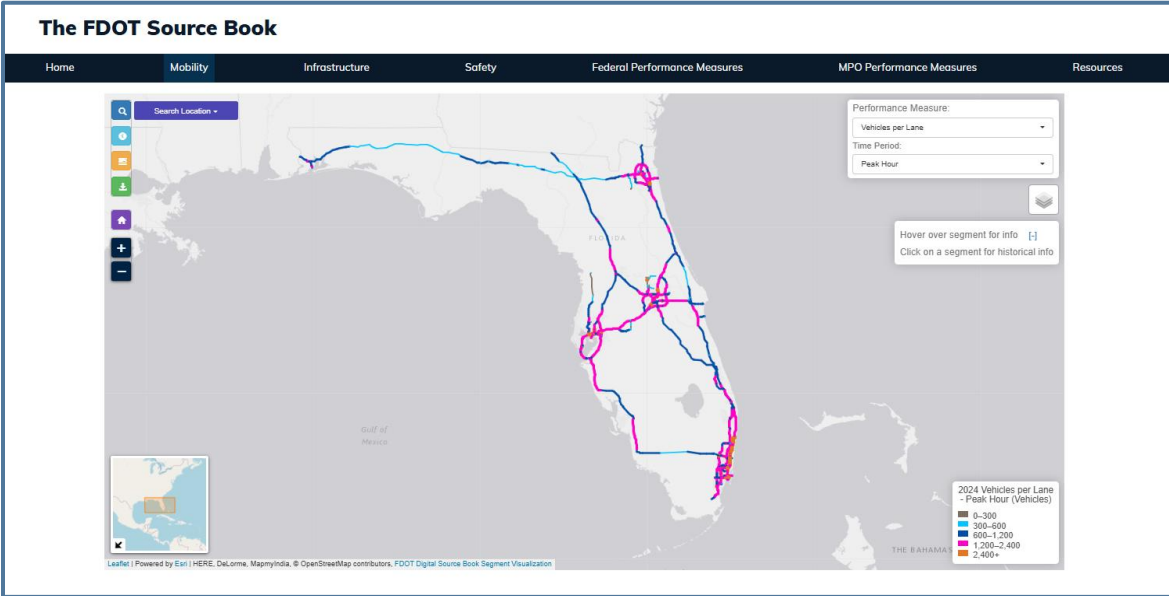 The FDOT Source Book
Home Mobility Infrastructure Safety Federal Performance Measures MPO Performance Measures Resources
Search Location
Performance Measure:
Vehicles per Lane
Time Period:
Peak Hour
Hover over segment for info [-]
Click on a segment for historical info
FLORIDA
Gulf of
Mexico
2024 Vehicles per Lane
- Peak Hour (Vehicles)
0–300
300–600
600–1,200
1,200–2,400
2,400+
THE BAHAMAS
Leaflet | Powered by Esri | HERE, DeLorme, MapmyIndia, © OpenStreetMap contributors, FDOT Digital Source Book Segment Visualization